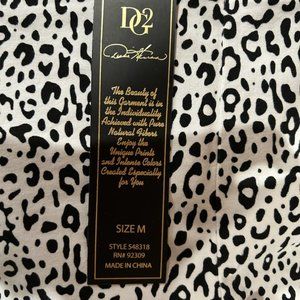 DG2
The Beauty of
this Garment is in
the Individuality
Achieved with Pure
Natural Fibers
Enjoy the
Unique Prints
and Intense Colors
Created Especially
for You
SIZE M
STYLE 548318
RN# 92309
MADE IN CHINA